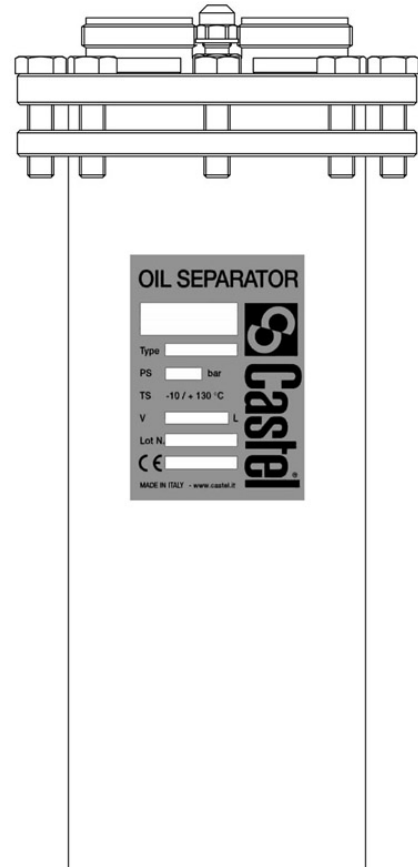 OIL SEPARATOR
Type
PS bar
TS -10 / + 130 °C
V L
Lot N.
CE
MADE IN ITALY - www.castel.it
Castel®